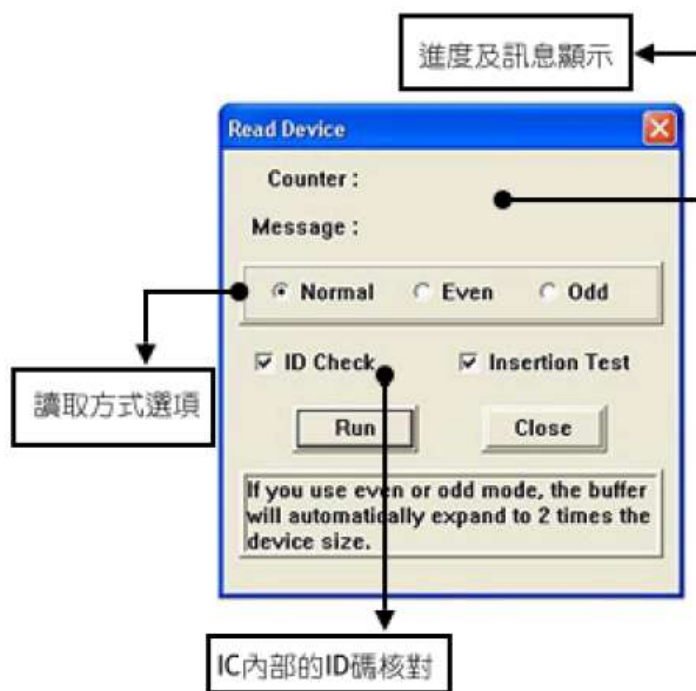 進度及訊息顯示
Read Device
Counter :
Message :
Normal Even Odd
ID Check Insertion Test
讀取方式選項
Run Close
If you use even or odd mode, the buffer
will automatically expand to 2 times the
device size.
IC內部的ID碼核對